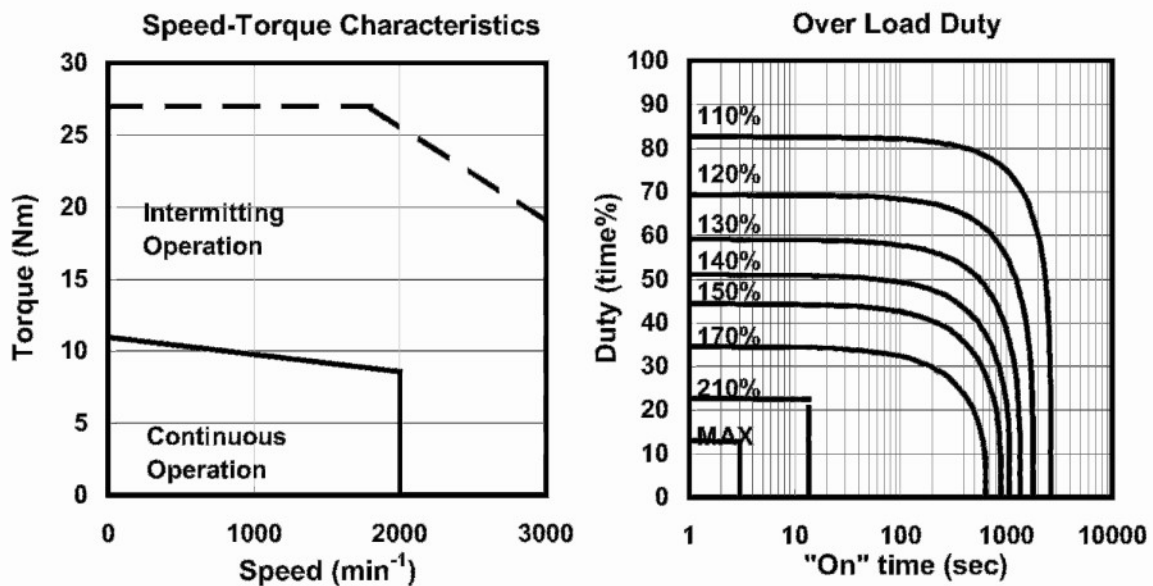 Speed-Torque Characteristics
30
25
20
15
10
5
0
Torque (Nm)
Intermitting
Operation
Continuous
Operation
0 1000 2000 3000
Speed (min⁻¹)
Over Load Duty
100
90
80
70
60
50
40
30
20
10
0
Duty (time%)
110%
120%
130%
140%
150%
170%
210%
MAX
1 10 100 1000 10000
"On" time (sec)